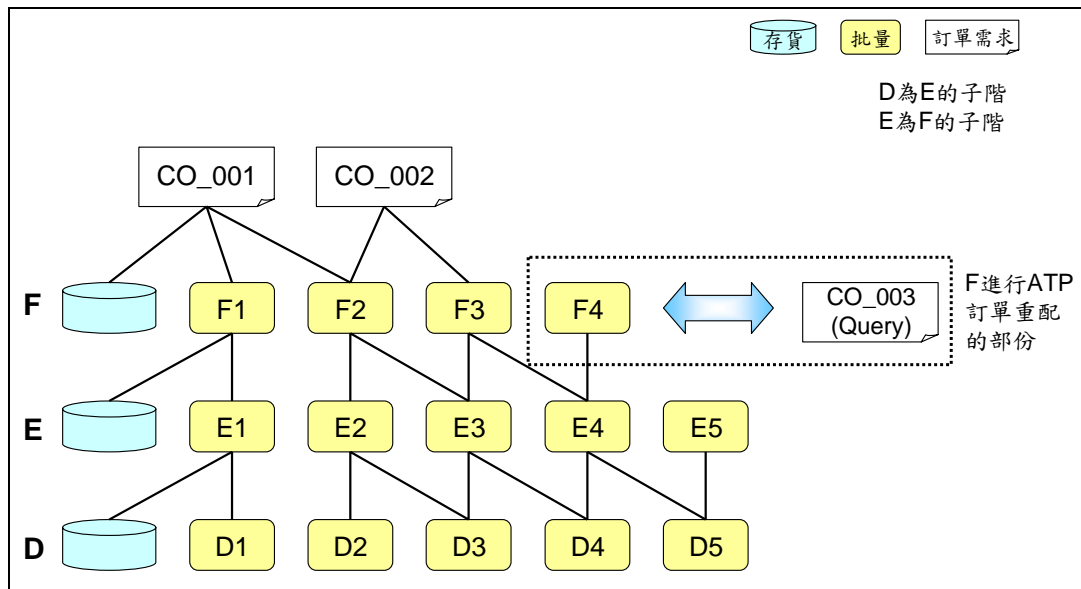 存貨
批量
訂單需求
D為E的子階
E為F的子階
CO_001
CO_002
F
F1
F2
F3
F4
CO_003
(Query)
F進行ATP
訂單重配
的部份
E
E1
E2
E3
E4
E5
D
D1
D2
D3
D4
D5